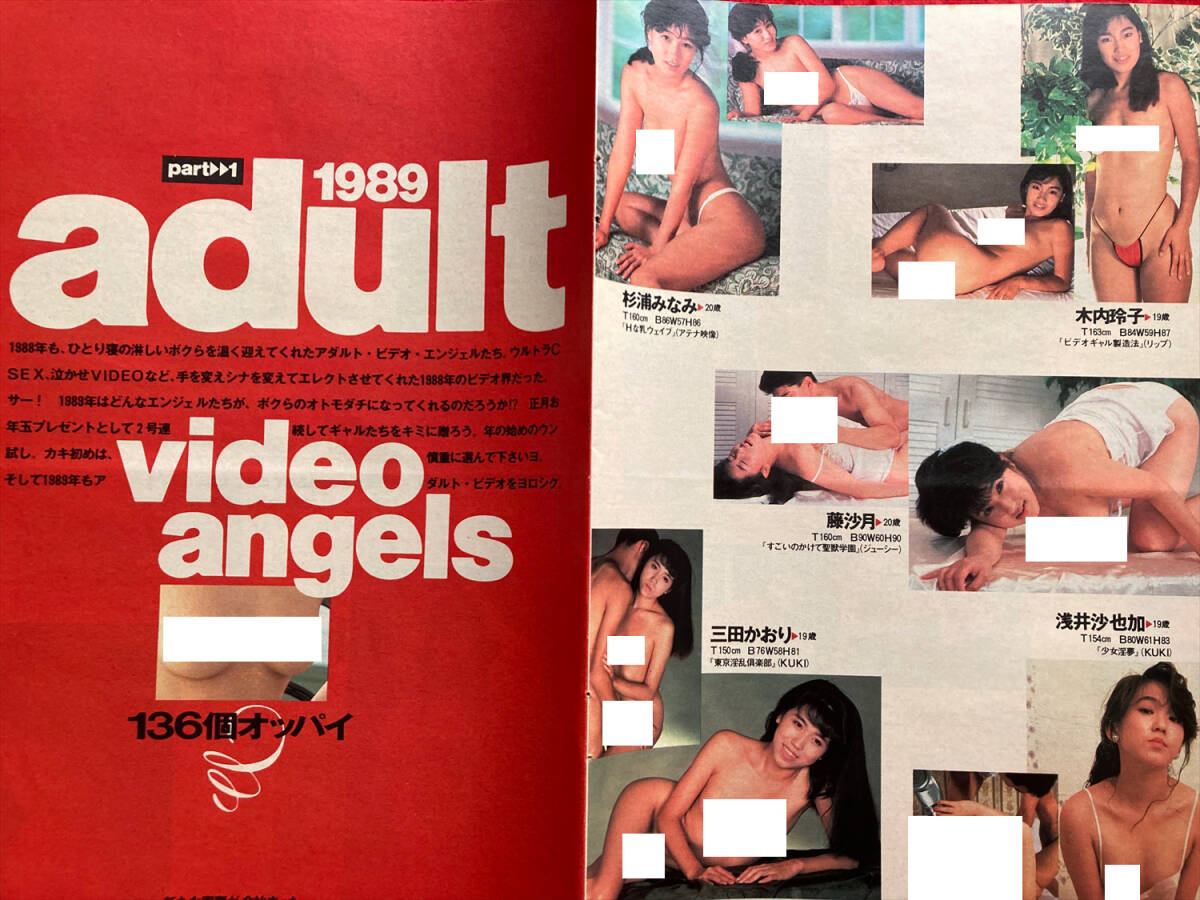 part▶▶1
1989
adult
1988年も、ひとり寝の淋しいボクらを温く迎えてくれたアダルト・ビデオ・エンジェルたち。ウルトラC
SEX、泣かせVIDEOなど、手を変えシナを変えてエレクトさせてくれた1988年のビデオ界だった。
サー！　1989年はどんなエンジェルたちが、ボクらのオトモダチになってくれるのだろうか!?　正月お
年玉プレゼントとして2号連続してギャルたちをキミに贈ろう。年の始めのウン
試し。カキ初めは、慎重に選んで下さいヨ。
そして1989年もアダルト・ビデオをヨロシク。
video
angels
136個オッパイ
杉浦みなみ▶20歳
T160cm B86W57H86
「Hな乳ウェイブ」(アテナ映像)
木内玲子▶19歳
T163cm B84W59H87
「ビデオギャル製造法」(リップ)
藤沙月▶20歳
T160cm B90W60H90
「すごいのかけて聖獣学園」(ジューシー)
三田かおり▶19歳
T150cm B76W58H81
「東京淫乱倶楽部」(KUKI)
浅井沙也加▶19歳
T154cm B80W61H83
「少女淫夢」(KUKI)